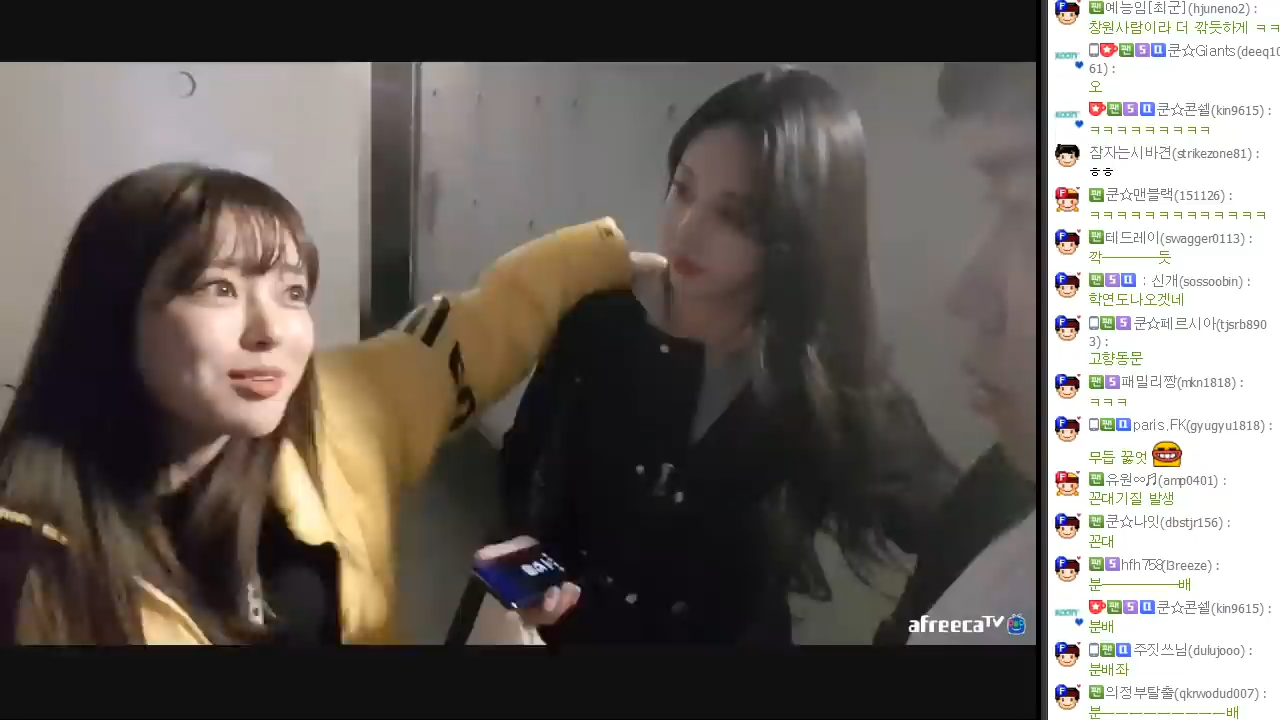 예능임[최군](hjuneno2) :
창원사람이라 더 깎듯하게 ㅋㅋ
쿤☆Giants(deeq10
61) :
오
쿤☆콘쉘(kin9615) :
ㅋㅋㅋㅋㅋㅋㅋㅋㅋ
잠자는시바견(strikezone81) :
ㅎㅎ
쿤☆맨블랙(151126) :
ㅋㅋㅋㅋㅋㅋㅋㅋㅋㅋㅋㅋㅋ
테드레이(swagger0113) :
깍─────듯
: 신개(sossoobin) :
학연도나오겟네
쿤☆페르시아(tjsrb890
3) :
고향동문
패밀리짱(mkn1818) :
ㅋㅋㅋ
paris.FK(gyugyu1818) :
무듭 꿇엇
유원∞♬(amp0401) :
꼰대기질 발생
쿤☆나잇(dbstjr156) :
꼰대
hfh758(l3reeze) :
분───────배
쿤☆콘쉘(kin9615) :
분배
주짓쓰님(dulujooo) :
분배좌
의정부탈출(qkrwodud007) :
분───────────배
afreecaTV